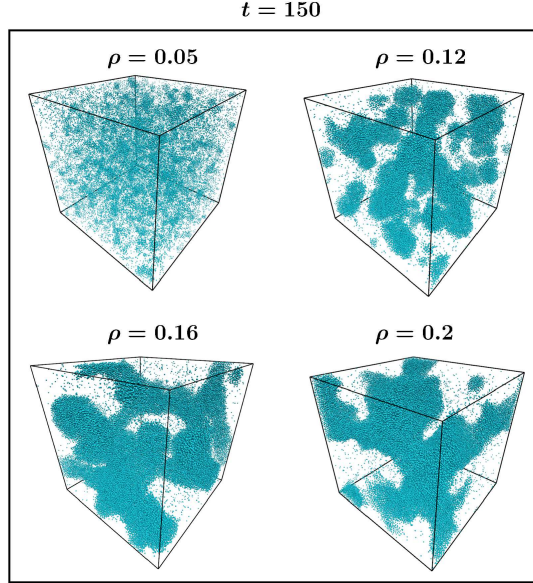 t = 150
ρ = 0.05
ρ = 0.12
ρ = 0.16
ρ = 0.2